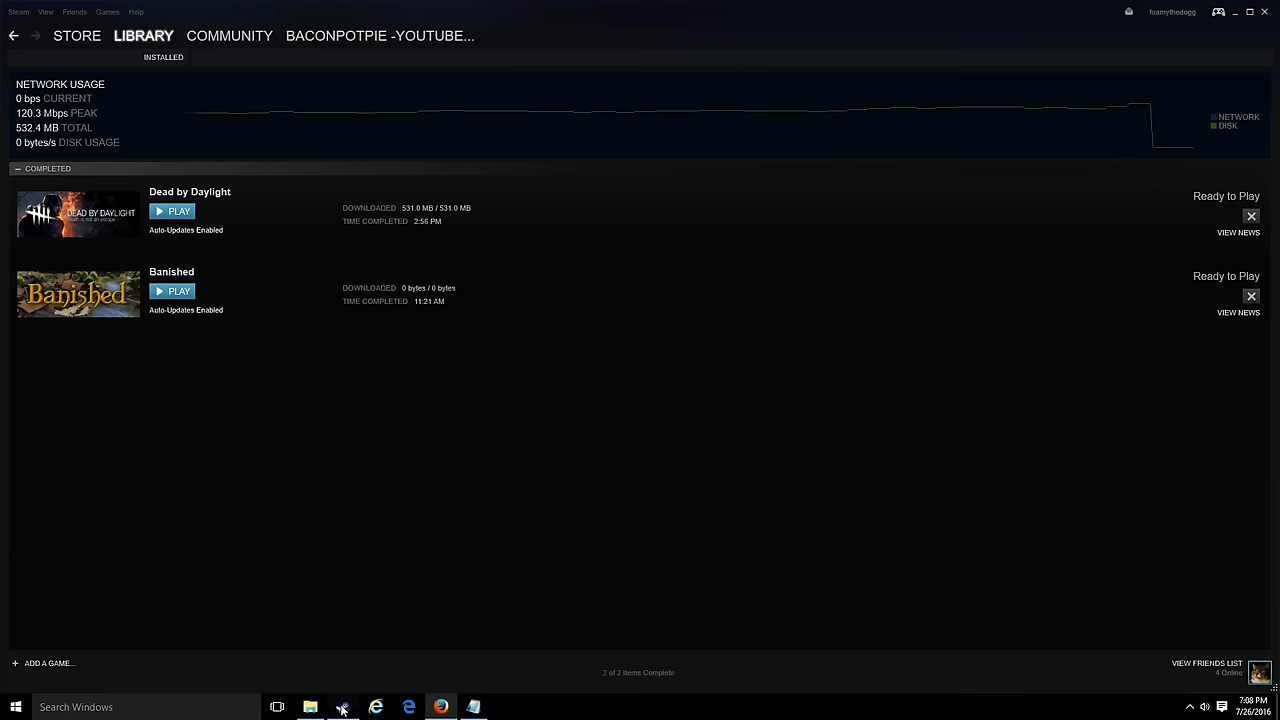 Steam View Friends Games Help
foamythedogg
STORE LIBRARY COMMUNITY BACONPOTPIE -YOUTUBE...
INSTALLED
NETWORK USAGE
0 bps CURRENT
120.3 Mbps PEAK
532.4 MB TOTAL
0 bytes/s DISK USAGE
NETWORK
DISK
COMPLETED
DEAD BY DAYLIGHT
Dead by Daylight
PLAY
Auto-Updates Enabled
DOWNLOADED 531.0 MB / 531.0 MB
TIME COMPLETED 2:56 PM
Ready to Play
VIEW NEWS
Banished
Banished
PLAY
Auto-Updates Enabled
DOWNLOADED 0 bytes / 0 bytes
TIME COMPLETED 11:21 AM
Ready to Play
VIEW NEWS
+ ADD A GAME...
2 of 2 Items Complete
VIEW FRIENDS LIST
4 Online
Search Windows
7:08 PM
7/26/2016